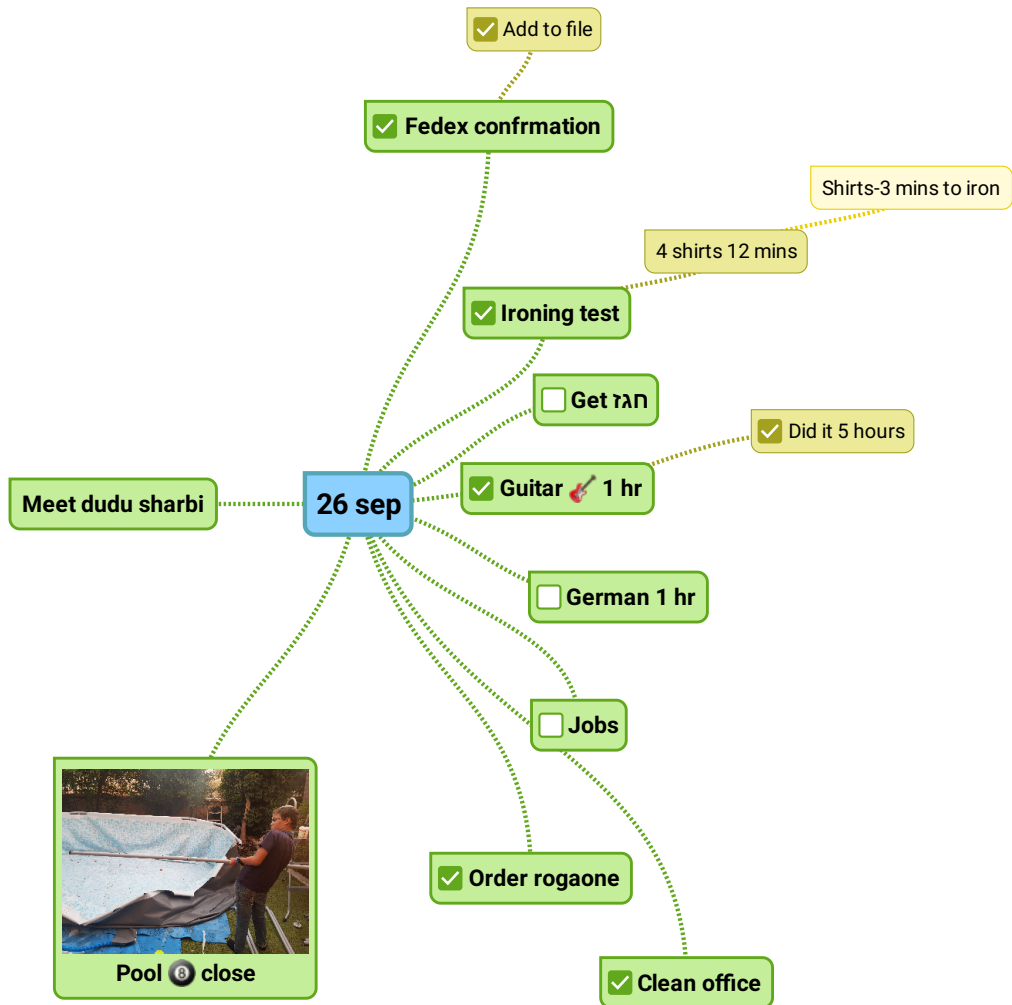 Add to file
Fedex confrmation
Shirts-3 mins to iron
4 shirts 12 mins
Ironing test
Get חגז
Did it 5 hours
Guitar 🎸 1 hr
Meet dudu sharbi
26 sep
German 1 hr
Jobs
Order rogaone
Pool 🎱 close
Clean office